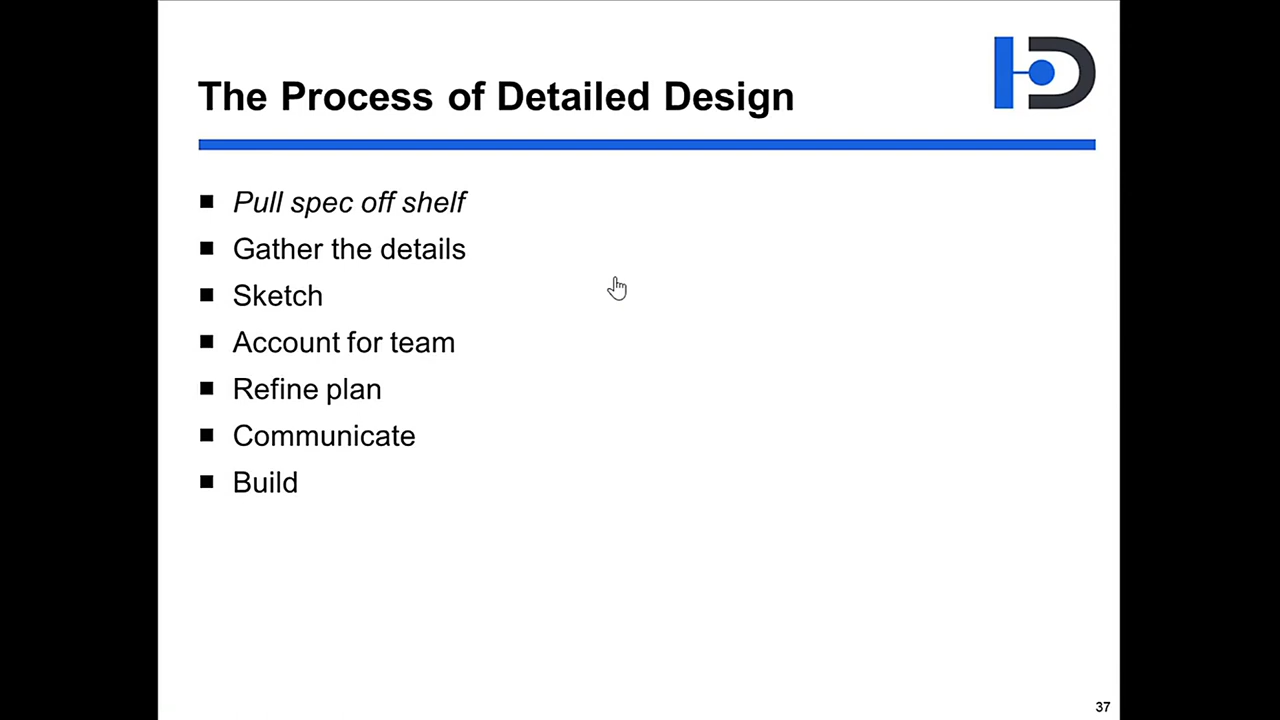 The Process of Detailed Design
Pull spec off shelf
Gather the details
Sketch
Account for team
Refine plan
Communicate
Build
37